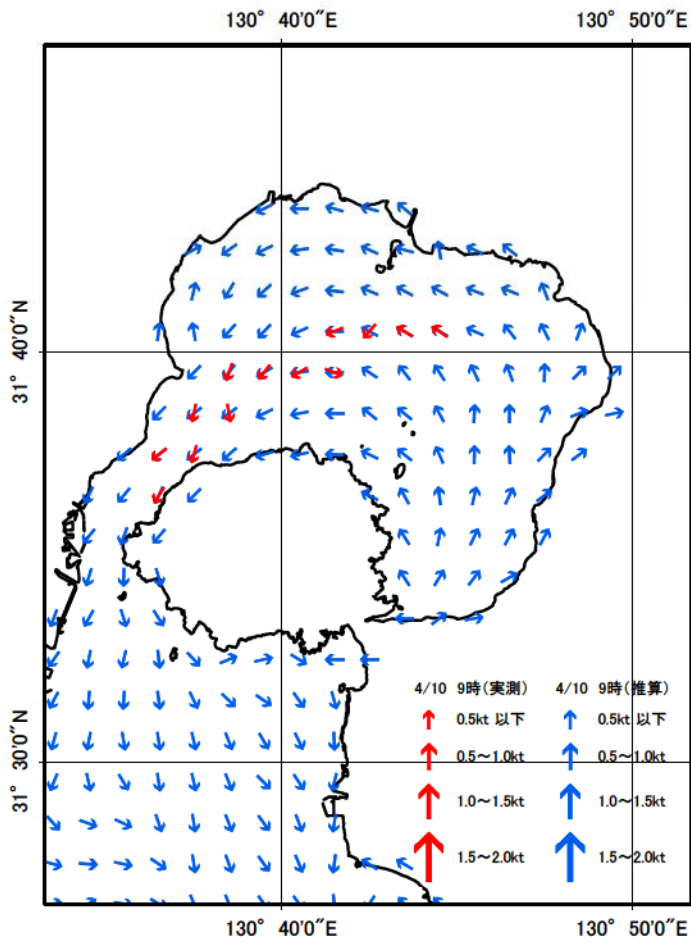 130° 40'0"E 130° 50'0"E
31° 40'0"N
31° 30'0"N
4/10 9時(実測) 4/10 9時(推算)
0.5kt 以下 0.5kt 以下
0.5～1.0kt 0.5～1.0kt
1.0～1.5kt 1.0～1.5kt
1.5～2.0kt 1.5～2.0kt
130° 40'0"E 130° 50'0"E